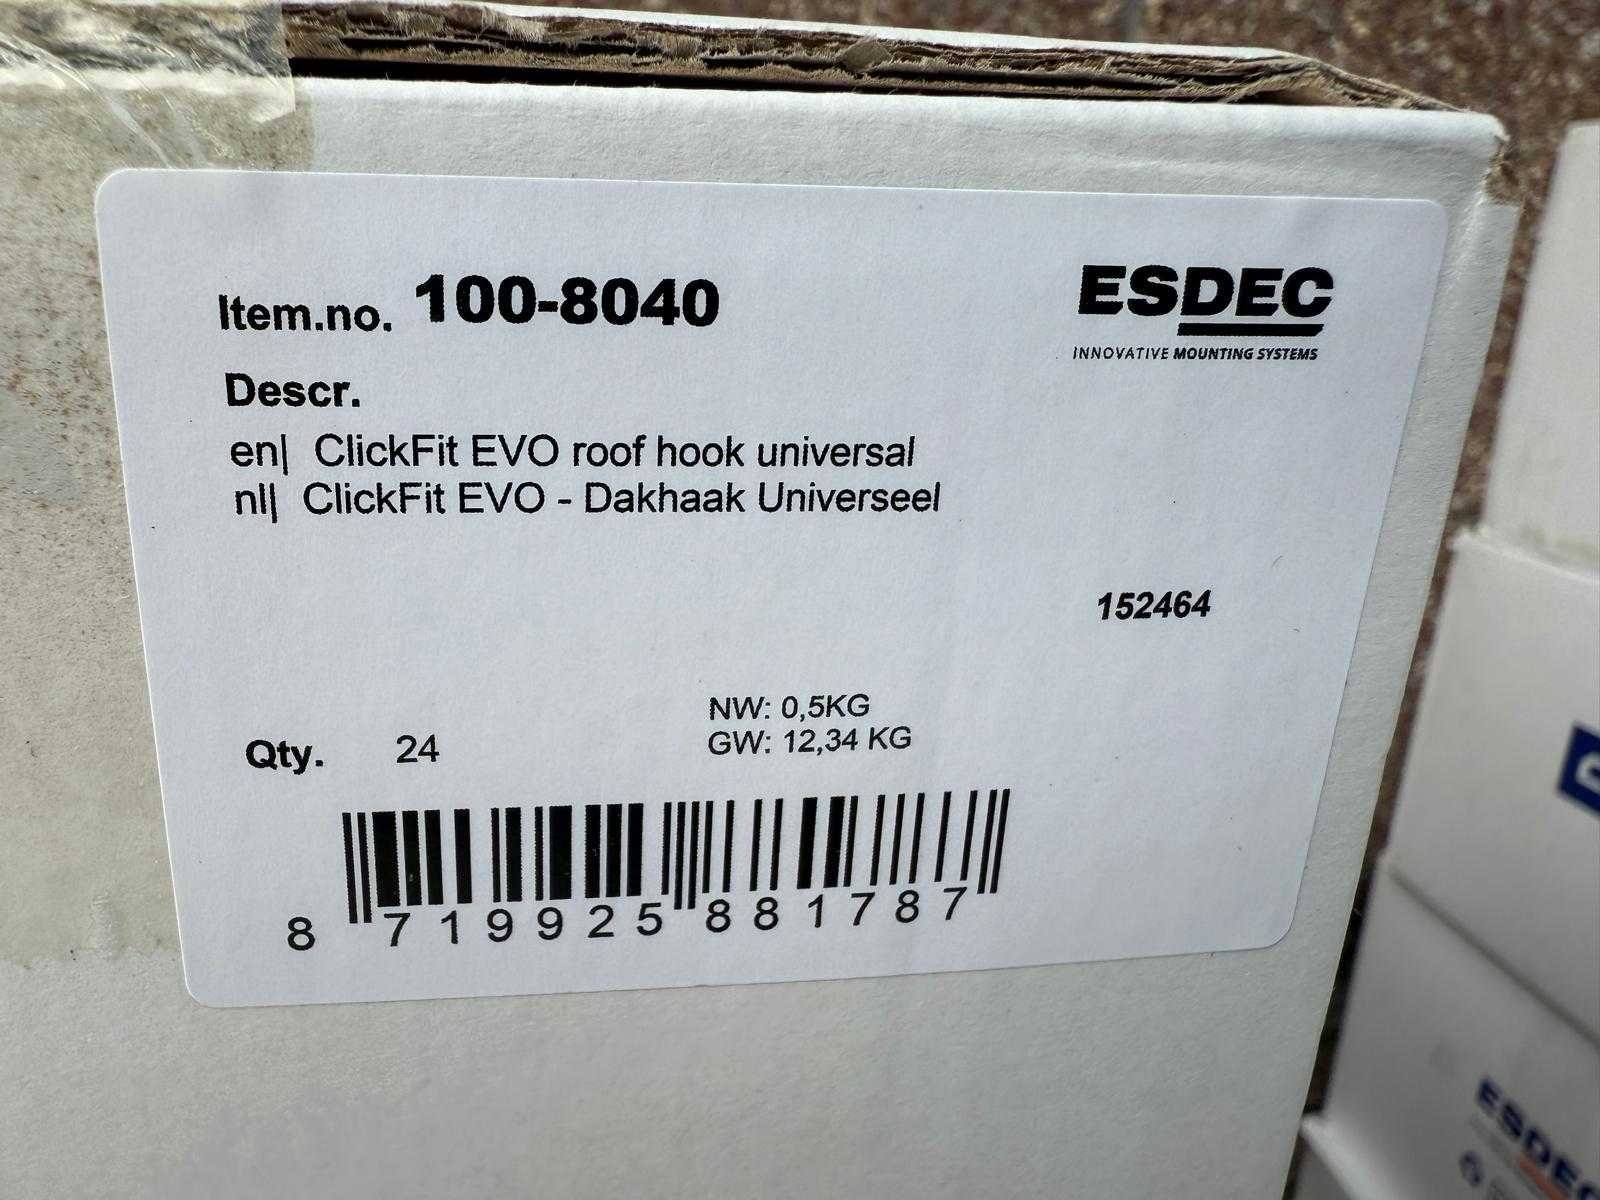 Item.no. 100-8040
ESDEC
INNOVATIVE MOUNTING SYSTEMS
Descr.
en| ClickFit EVO roof hook universal
nl| ClickFit EVO - Dakhaak Universeel
152464
NW: 0,5KG
GW: 12,34 KG
Qty. 24
8 719925 881787
ESDEC